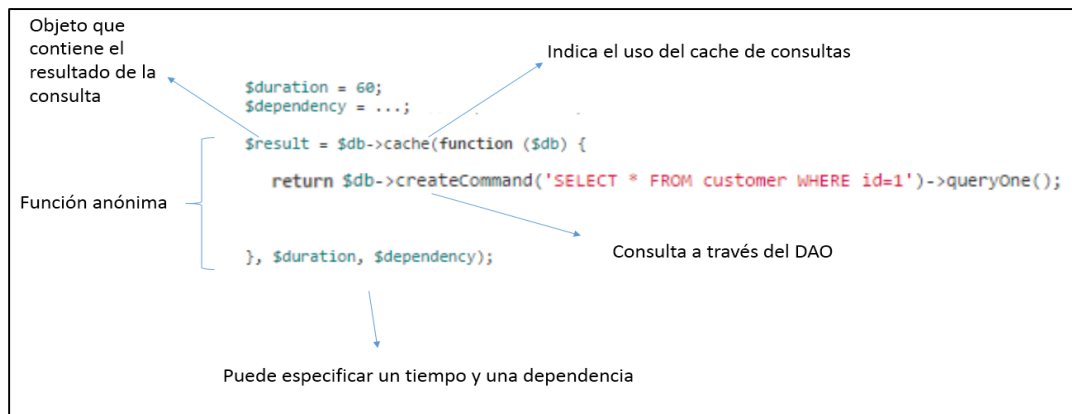 Objeto que
contiene el
resultado de la
consulta
Indica el uso del cache de consultas
$duration = 60;
$dependency = ...;
$result = $db->cache(function ($db) {
return $db->createCommand('SELECT * FROM customer WHERE id=1')->queryOne();
Función anónima
Consulta a través del DAO
}, $duration, $dependency);
Puede especificar un tiempo y una dependencia